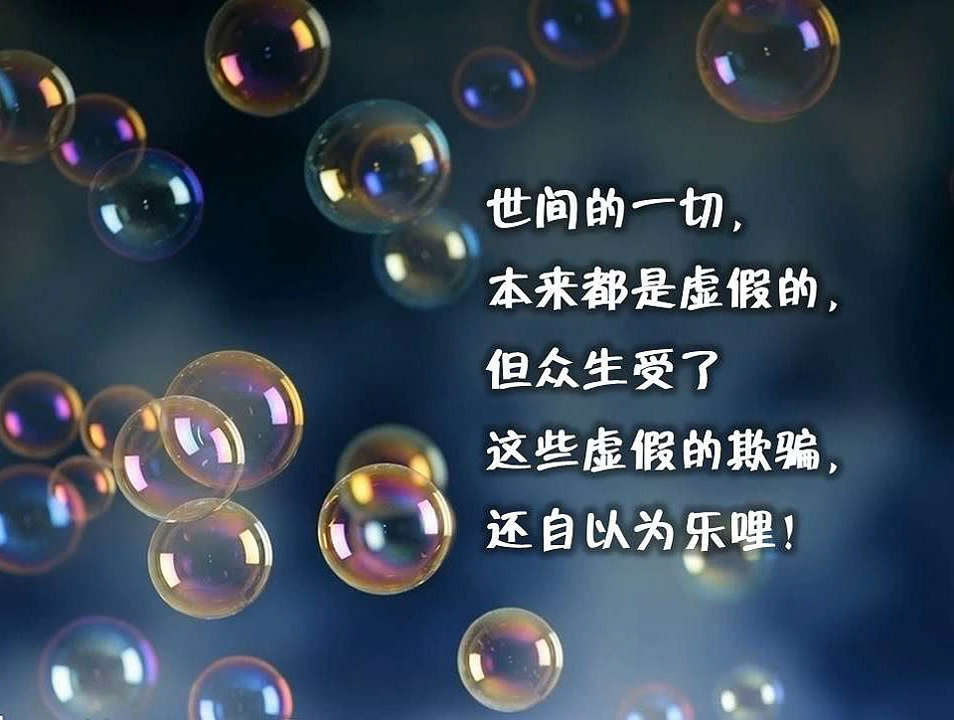 世间的一切，
本来都是虚假的，
但众生受了
这些虚假的欺骗，
还自以为乐哩！